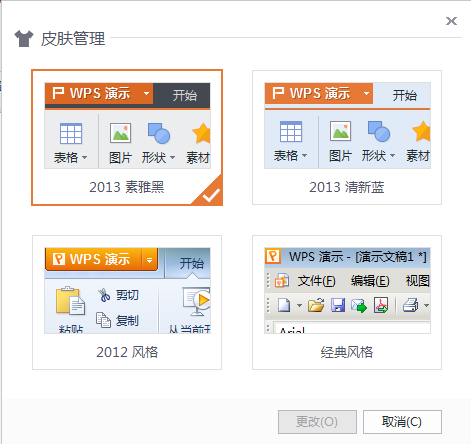 皮肤管理
WPS 演示 开始
表格 图片 形状 素材
2013 素雅黑
WPS 演示 开始
表格 图片 形状 素材
2013 清新蓝
WPS 演示 开始
剪切
粘贴 复制 从当前开
2012 风格
WPS 演示 - [演示文稿1 *]
文件(F) 编辑(E) 视图
Arial
经典风格
更改(O) 取消(C)